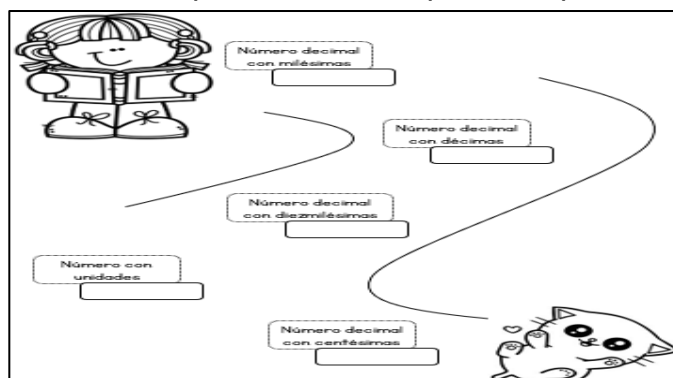 Número decimal
con milésimas
Número decimal
con décimas
Número decimal
con diezmilésimas
Número con
unidades
Número decimal
con centésimas